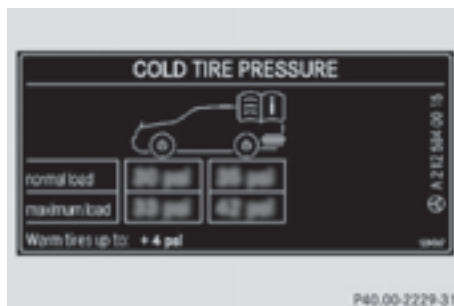 COLD TIRE PRESSURE
i
normal load
maximum load
Warm tires up to: + 4 psi
A 212 584 00 15
P40.00-2229-31